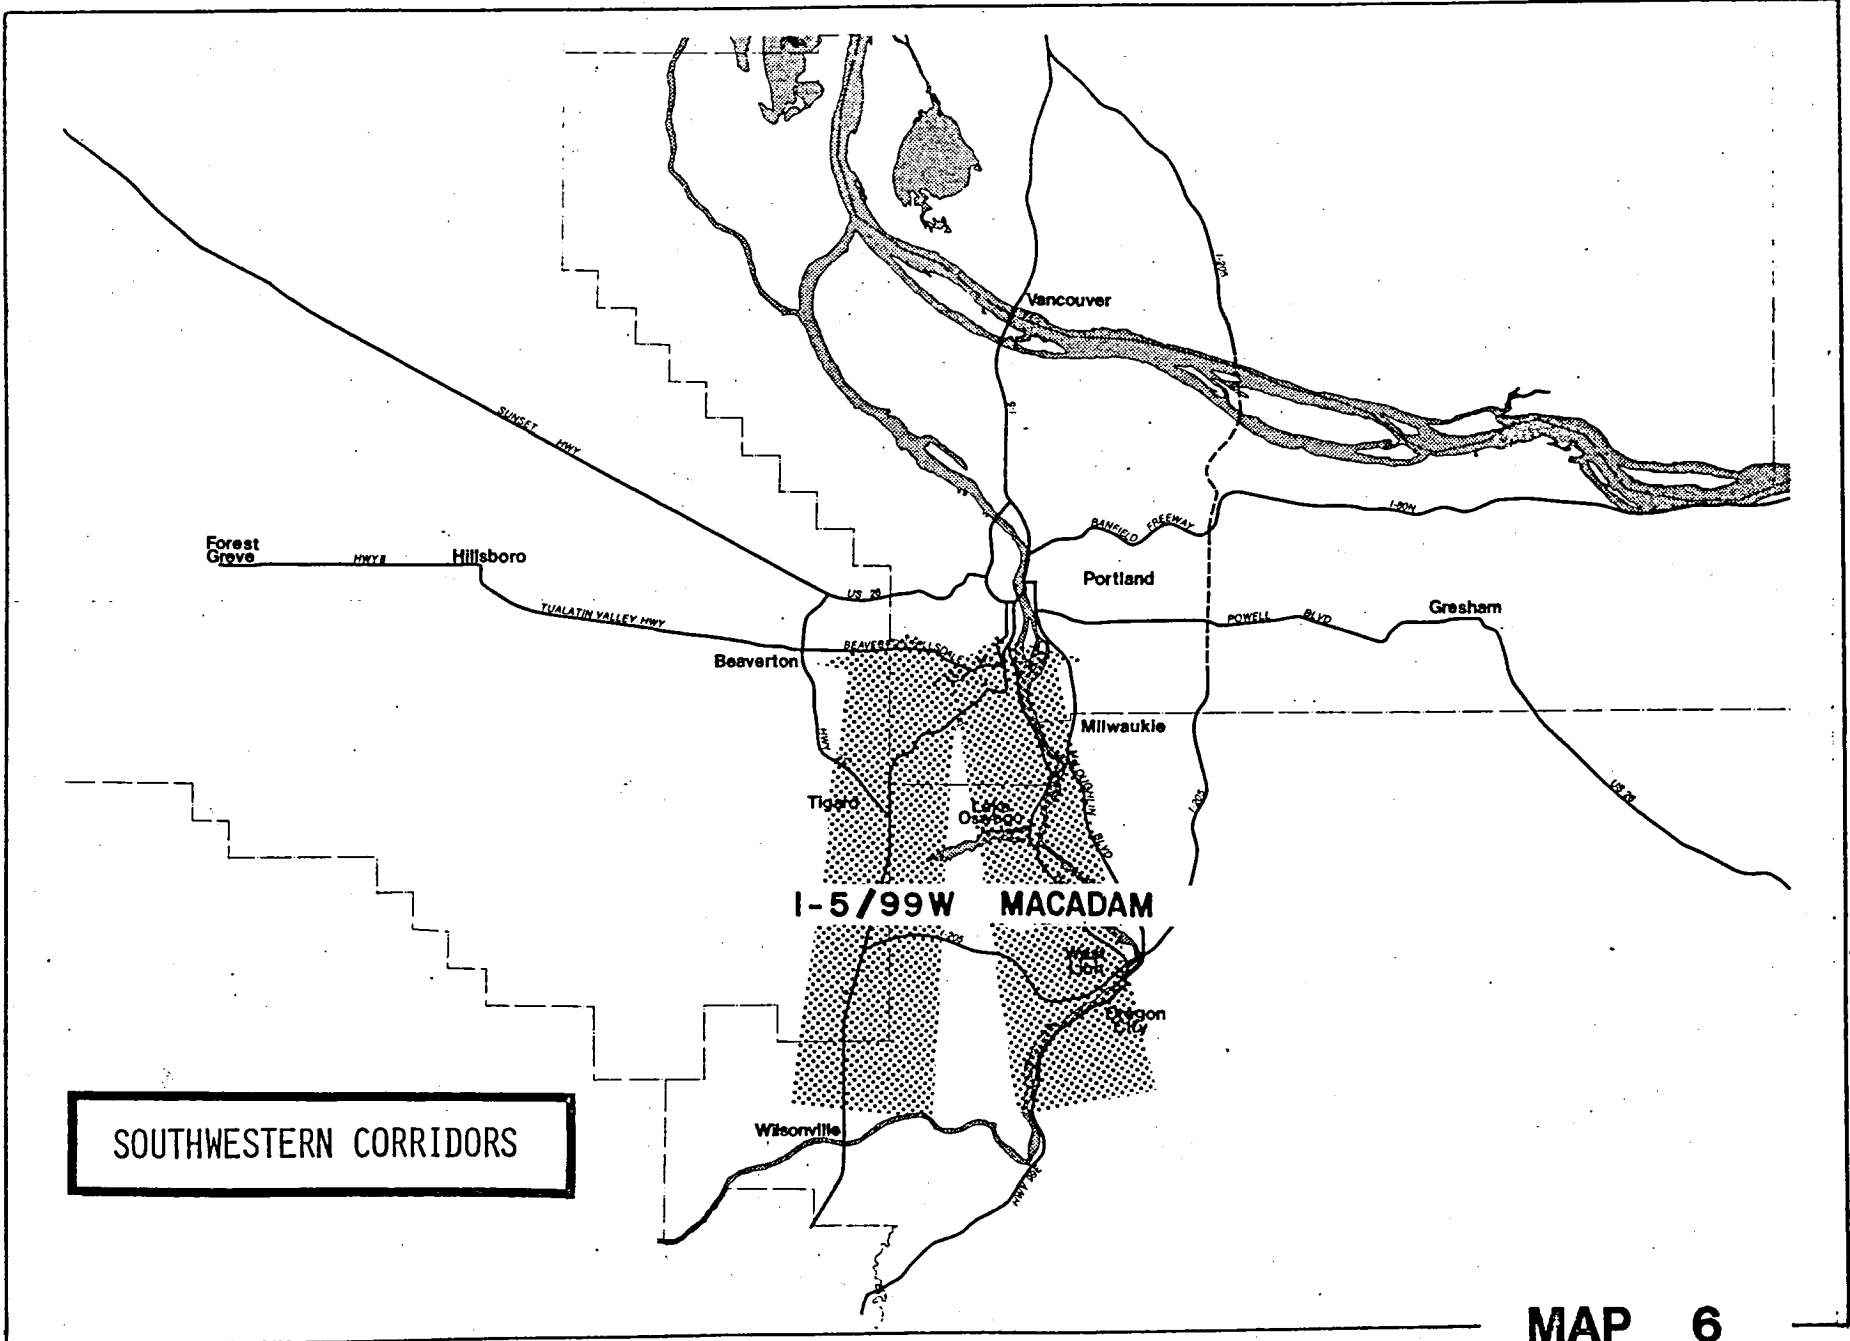 I-205
Vancouver
SUNSET HWY
I-5
I-80N
BANFIELD FREEWAY
Forest
Grove
HWY 8
Hillsboro
US 26
Portland
TUALATIN VALLEY HWY
POWELL BLVD
Gresham
Beaverton
Milwaukie
HWY
McLOUGHLIN BLVD
US 26
Tigard
Lake
Oswego
I-205
I-5/99W MACADAM
I-205
West
Linn
Oregon
City
Wilsonville
SOUTHWESTERN CORRIDORS
HWY 99E
MAP 6